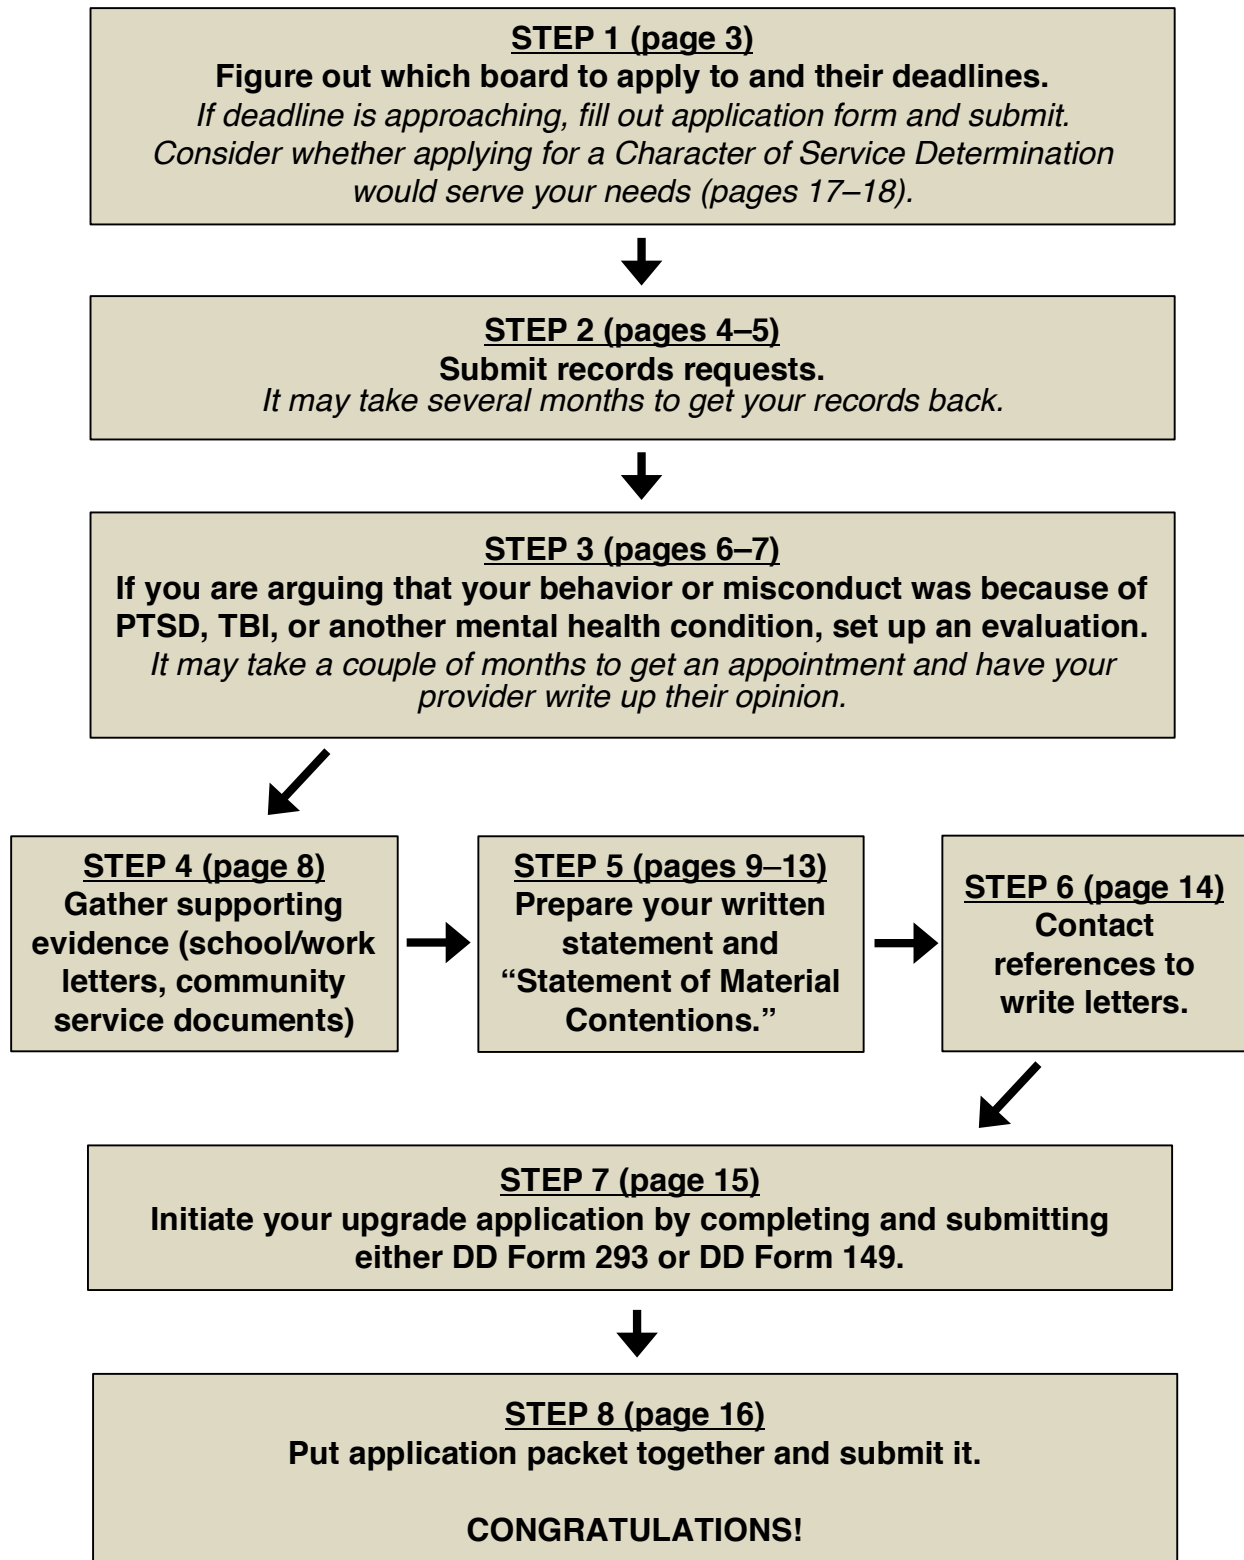 STEP 1 (page 3)
Figure out which board to apply to and their deadlines.
If deadline is approaching, fill out application form and submit.
Consider whether applying for a Character of Service Determination
would serve your needs (pages 17–18).
STEP 2 (pages 4–5)
Submit records requests.
It may take several months to get your records back.
STEP 3 (pages 6–7)
If you are arguing that your behavior or misconduct was because of
PTSD, TBI, or another mental health condition, set up an evaluation.
It may take a couple of months to get an appointment and have your
provider write up their opinion.
STEP 4 (page 8)
Gather supporting
evidence (school/work
letters, community
service documents)
STEP 5 (pages 9–13)
Prepare your written
statement and
“Statement of Material
Contentions.”
STEP 6 (page 14)
Contact
references to
write letters.
STEP 7 (page 15)
Initiate your upgrade application by completing and submitting
either DD Form 293 or DD Form 149.
STEP 8 (page 16)
Put application packet together and submit it.
CONGRATULATIONS!